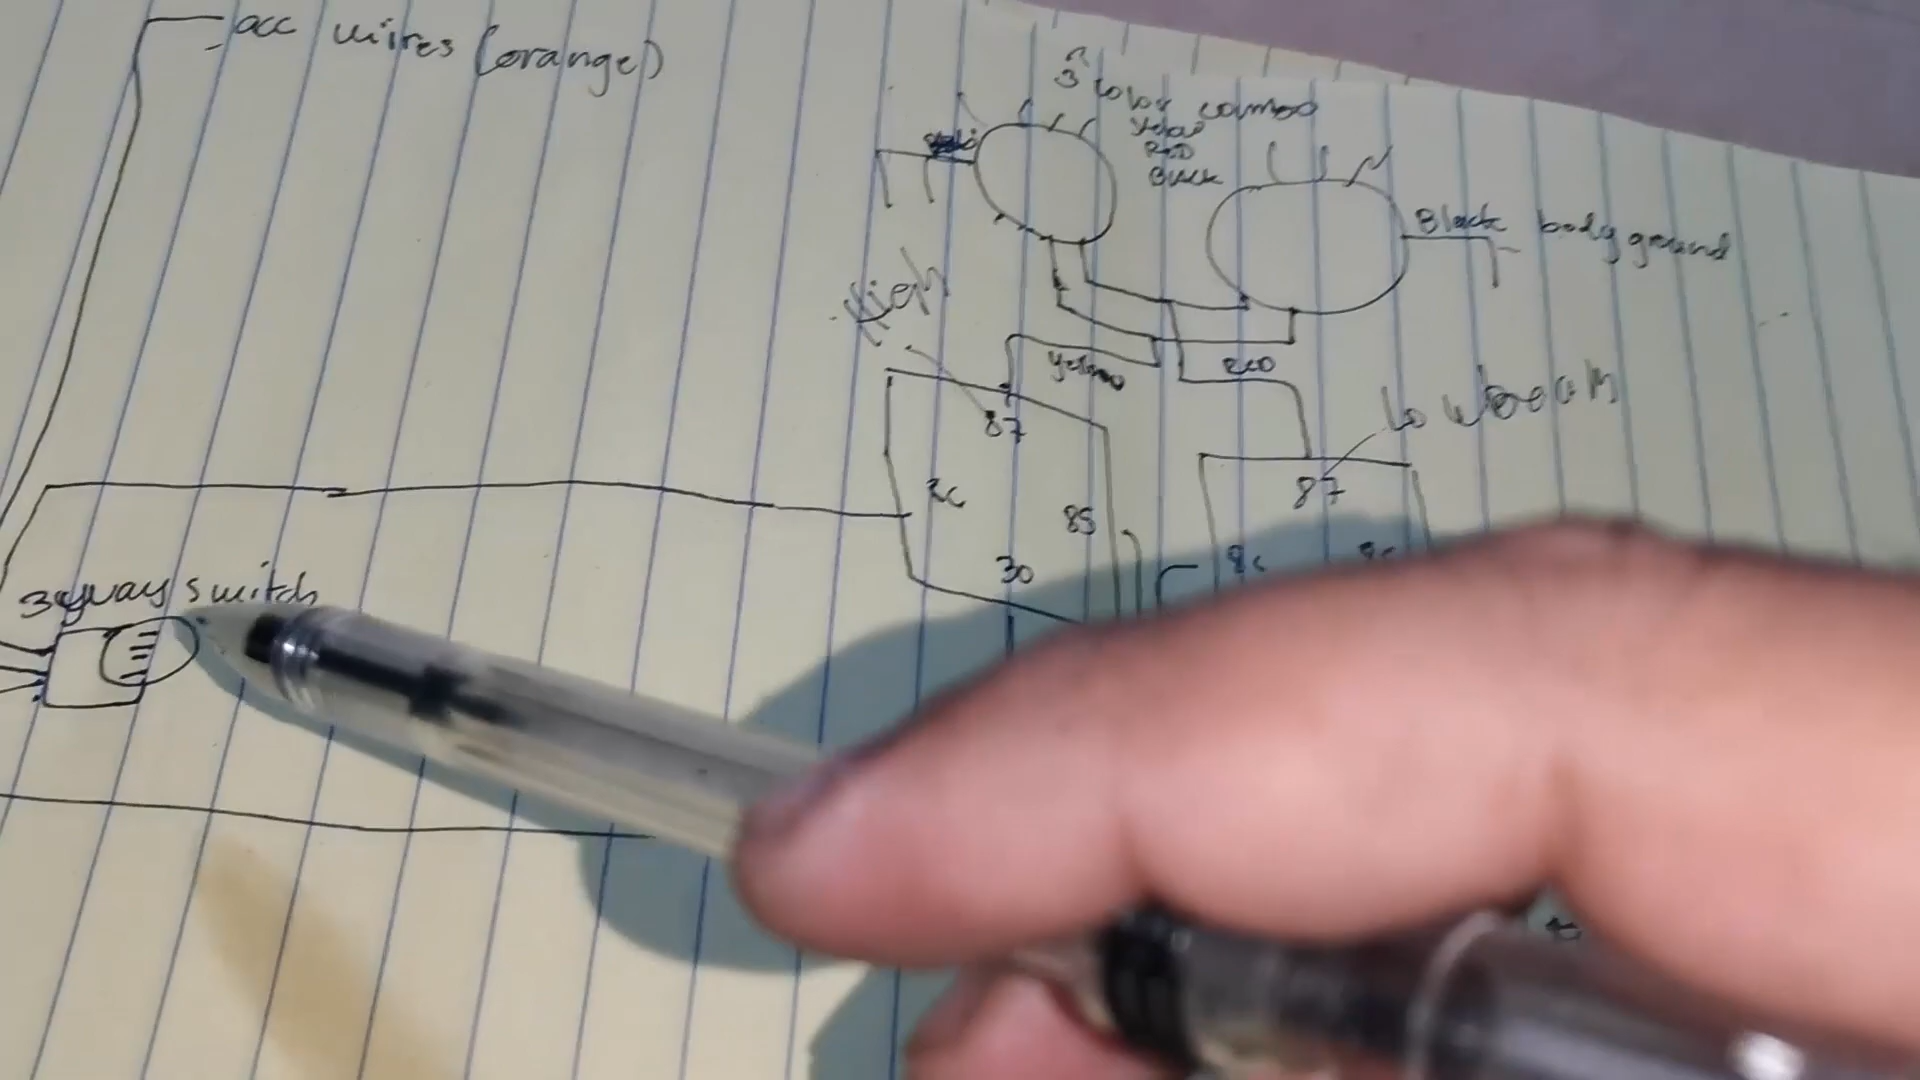 acc wires (orange)
3 color combo
Yellow
RED
Black
Black body ground
High
Yellow
RED
Low Beam
87
87
85
30
3 way switch